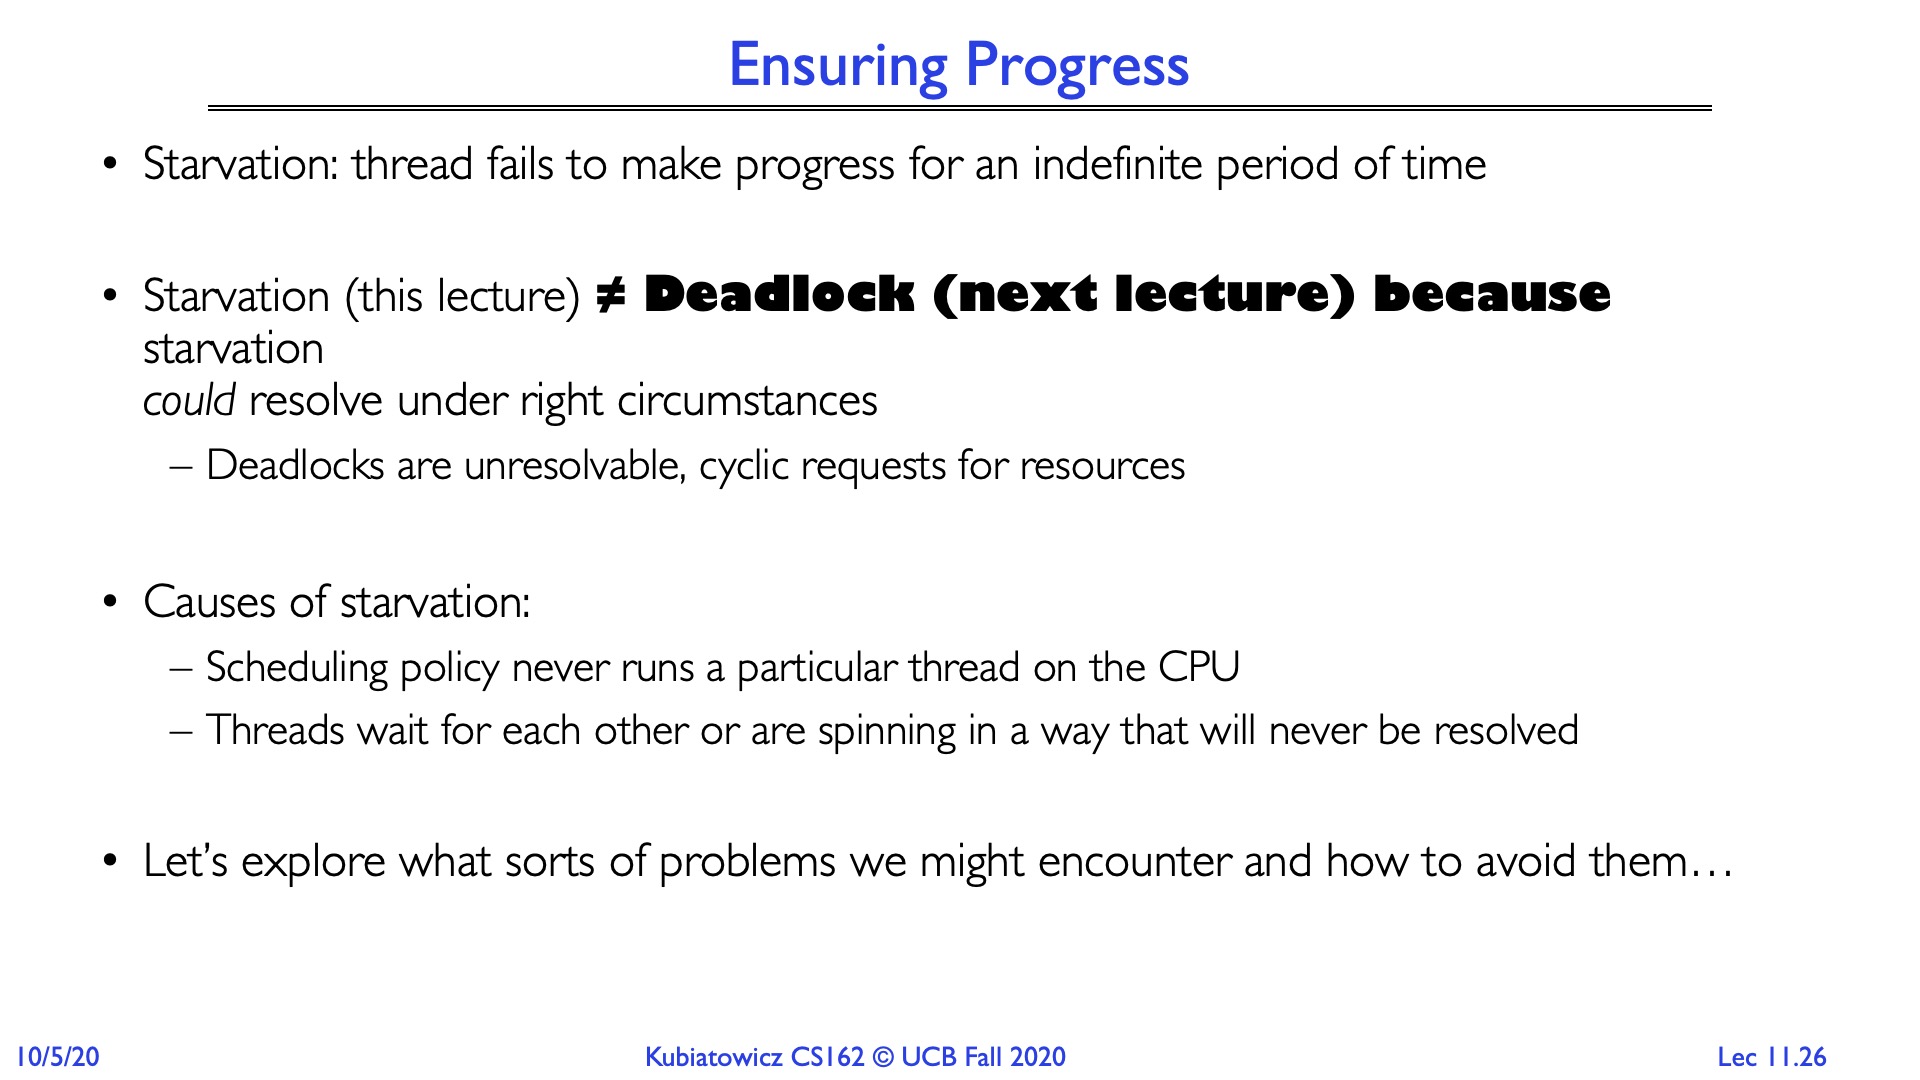 Ensuring Progress
• Starvation: thread fails to make progress for an indefinite period of time
• Starvation (this lecture) ≠ Deadlock (next lecture) because
starvation
could resolve under right circumstances
– Deadlocks are unresolvable, cyclic requests for resources
• Causes of starvation:
– Scheduling policy never runs a particular thread on the CPU
– Threads wait for each other or are spinning in a way that will never be resolved
• Let’s explore what sorts of problems we might encounter and how to avoid them…
10/5/20
Kubiatowicz CS162 © UCB Fall 2020
Lec 11.26